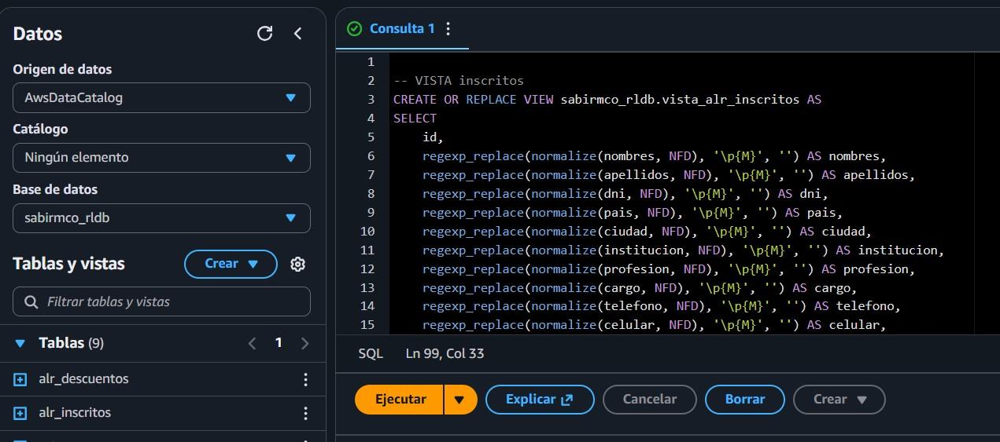 Datos
Origen de datos
AwsDataCatalog
Catálogo
Ningún elemento
Base de datos
sabirmco_rldb
Tablas y vistas
Crear
Filtrar tablas y vistas
Tablas (9)
1
alr_descuentos
alr_inscritos
Consulta 1
1
2 -- VISTA inscritos
3 CREATE OR REPLACE VIEW sabirmco_rldb.vista_alr_inscritos AS
4 SELECT
5 id,
6 regexp_replace(normalize(nombres, NFD), '\p{M}', '') AS nombres,
7 regexp_replace(normalize(apellidos, NFD), '\p{M}', '') AS apellidos,
8 regexp_replace(normalize(dni, NFD), '\p{M}', '') AS dni,
9 regexp_replace(normalize(pais, NFD), '\p{M}', '') AS pais,
10 regexp_replace(normalize(ciudad, NFD), '\p{M}', '') AS ciudad,
11 regexp_replace(normalize(institucion, NFD), '\p{M}', '') AS institucion,
12 regexp_replace(normalize(profesion, NFD), '\p{M}', '') AS profesion,
13 regexp_replace(normalize(cargo, NFD), '\p{M}', '') AS cargo,
14 regexp_replace(normalize(telefono, NFD), '\p{M}', '') AS telefono,
15 regexp_replace(normalize(celular, NFD), '\p{M}', '') AS celular,
SQL Ln 99, Col 33
Ejecutar Explicar Cancelar Borrar Crear